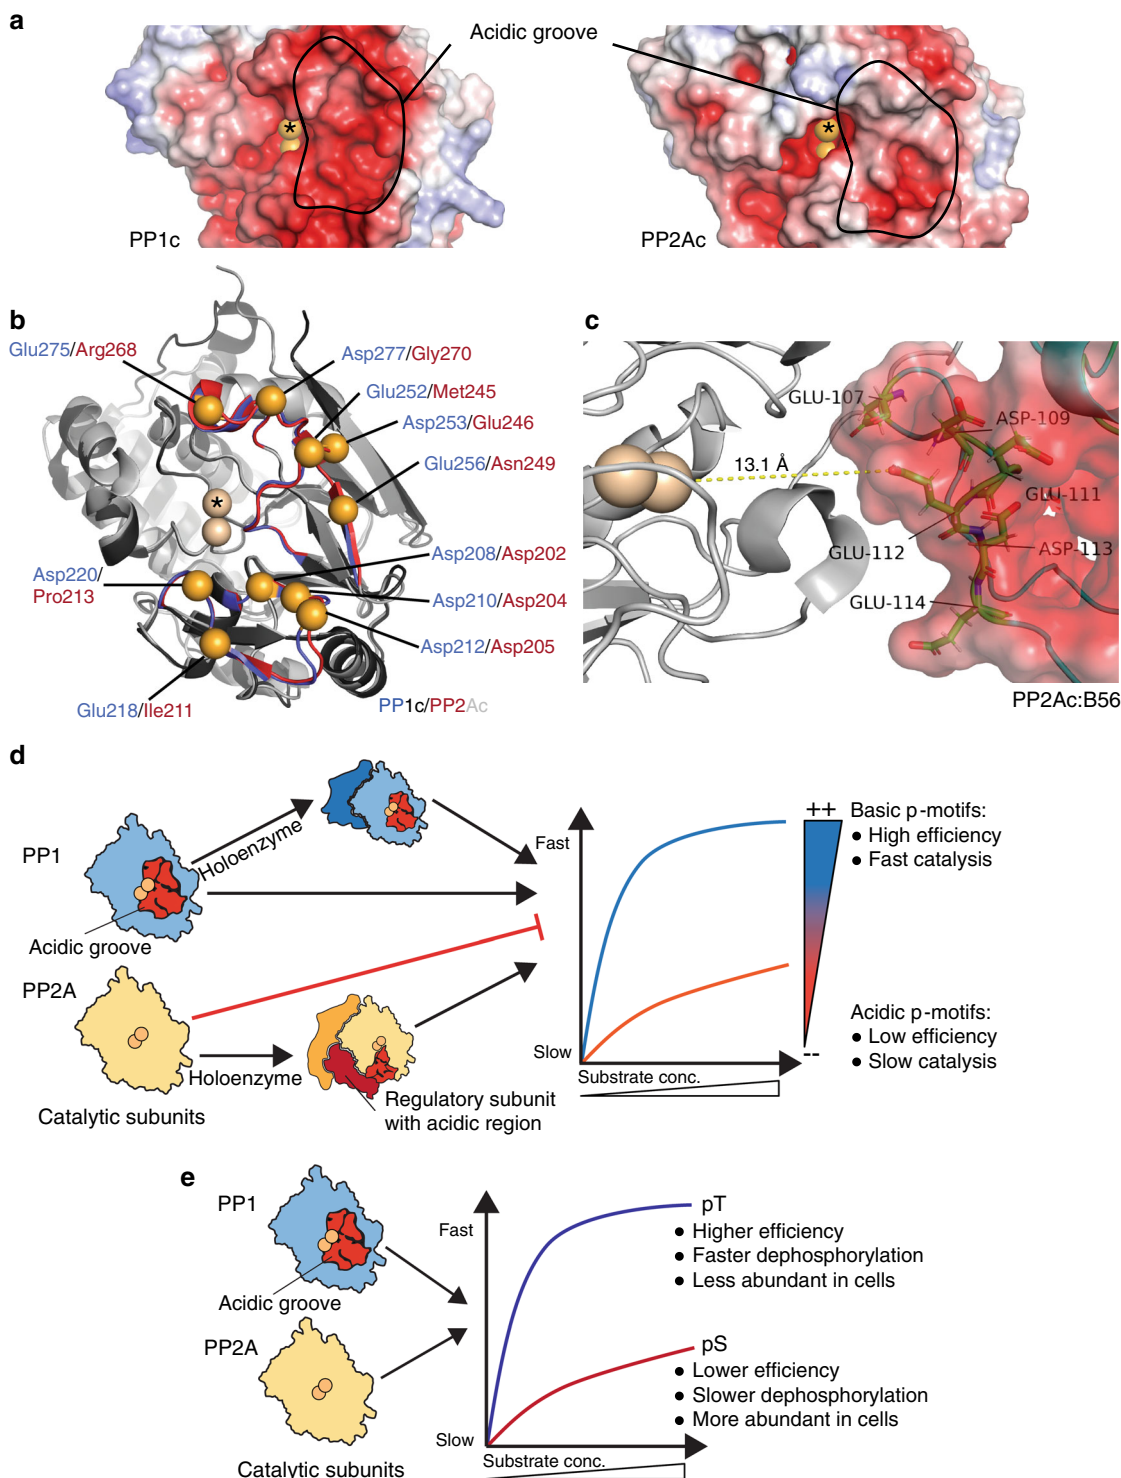 a
Acidic groove
*
*
PP1c
PP2Ac
b
Glu275/Arg268
Asp277/Gly270
Glu252/Met245
Asp253/Glu246
Glu256/Asn249
*
Asp208/Asp202
Asp220/
Pro213
Asp210/Asp204
Asp212/Asp205
Glu218/Ile211
PP1c/PP2Ac
c
GLU-107
ASP-109
13.1 Å
GLU-111
GLU-112
ASP-113
GLU-114
PP2Ac:B56
d
PP1
Holoenzyme
Acidic groove
PP2A
Holoenzyme
Catalytic subunits
Regulatory subunit
with acidic region
Fast
Slow
Substrate conc.
++
--
Basic p-motifs:
● High efficiency
● Fast catalysis
Acidic p-motifs:
● Low efficiency
● Slow catalysis
e
PP1
Acidic groove
PP2A
Catalytic subunits
Fast
Slow
Substrate conc.
pT
● Higher efficiency
● Faster dephosphorylation
● Less abundant in cells
pS
● Lower efficiency
● Slower dephosphorylation
● More abundant in cells